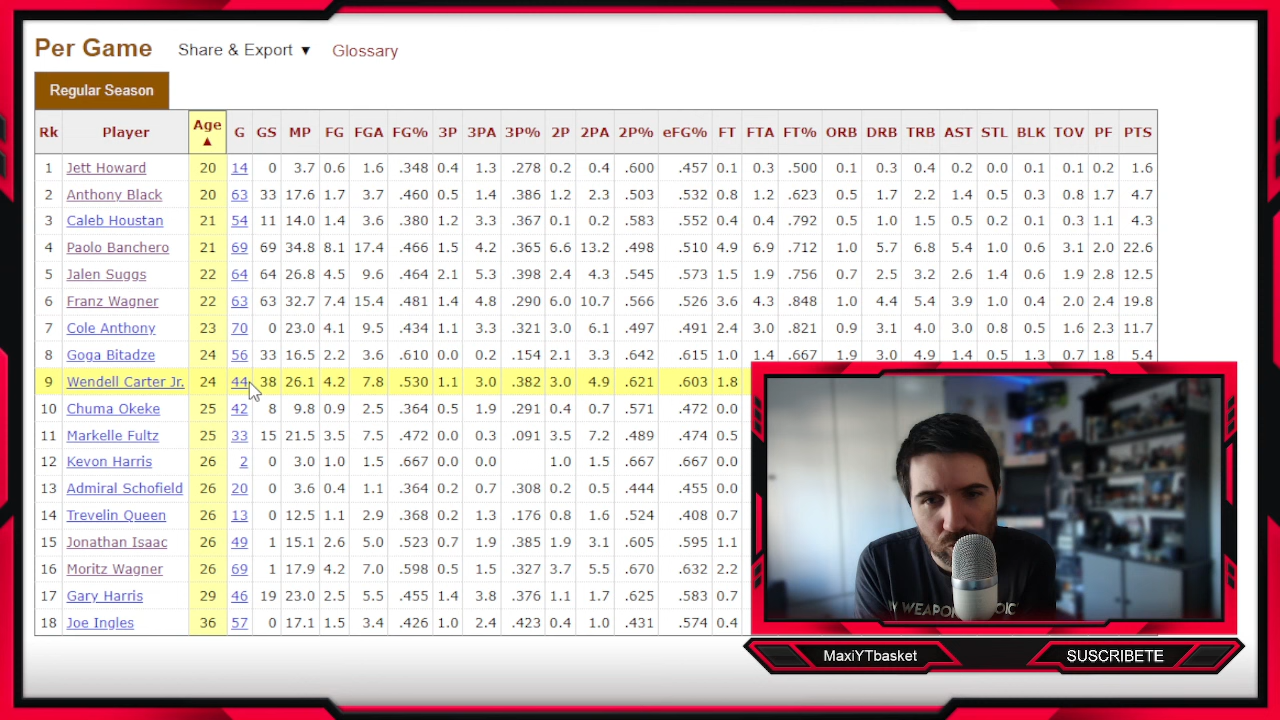 Per Game Share & Export ▼ Glossary
Regular Season
Rk Player Age ▲ G GS MP FG FGA FG% 3P 3PA 3P% 2P 2PA 2P% eFG% FT FTA FT% ORB DRB TRB AST STL BLK TOV PF PTS
1 Jett Howard 20 14 0 3.7 0.6 1.6 .348 0.4 1.3 .278 0.2 0.4 .600 .457 0.1 0.3 .500 0.1 0.3 0.4 0.2 0.0 0.1 0.1 0.2 1.6
2 Anthony Black 20 63 33 17.6 1.7 3.7 .460 0.5 1.4 .386 1.2 2.3 .503 .532 0.8 1.2 .623 0.5 1.7 2.2 1.4 0.5 0.3 0.8 1.7 4.7
3 Caleb Houstan 21 54 11 14.0 1.4 3.6 .380 1.2 3.3 .367 0.1 0.2 .583 .552 0.4 0.4 .792 0.5 1.0 1.5 0.5 0.2 0.1 0.3 1.1 4.3
4 Paolo Banchero 21 69 69 34.8 8.1 17.4 .466 1.5 4.2 .365 6.6 13.2 .498 .510 4.9 6.9 .712 1.0 5.7 6.8 5.4 1.0 0.6 3.1 2.0 22.6
5 Jalen Suggs 22 64 64 26.8 4.5 9.6 .464 2.1 5.3 .398 2.4 4.3 .545 .573 1.5 1.9 .756 0.7 2.5 3.2 2.6 1.4 0.6 1.9 2.8 12.5
6 Franz Wagner 22 63 63 32.7 7.4 15.4 .481 1.4 4.8 .290 6.0 10.7 .566 .526 3.6 4.3 .848 1.0 4.4 5.4 3.9 1.0 0.4 2.0 2.4 19.8
7 Cole Anthony 23 70 0 23.0 4.1 9.5 .434 1.1 3.3 .321 3.0 6.1 .497 .491 2.4 3.0 .821 0.9 3.1 4.0 3.0 0.8 0.5 1.6 2.3 11.7
8 Goga Bitadze 24 56 33 16.5 2.2 3.6 .610 0.0 0.2 .154 2.1 3.3 .642 .615 1.0 1.4 .667 1.9 3.0 4.9 1.4 0.5 1.3 0.7 1.8 5.4
9 Wendell Carter Jr. 24 44 38 26.1 4.2 7.8 .530 1.1 3.0 .382 3.0 4.9 .621 .603 1.8
10 Chuma Okeke 25 42 8 9.8 0.9 2.5 .364 0.5 1.9 .291 0.4 0.7 .571 .472 0.0
11 Markelle Fultz 25 33 15 21.5 3.5 7.5 .472 0.0 0.3 .091 3.5 7.2 .489 .474 0.5
12 Kevon Harris 26 2 0 3.0 1.0 1.5 .667 0.0 0.0 1.0 1.5 .667 .667 0.0
13 Admiral Schofield 26 20 0 3.6 0.4 1.1 .364 0.2 0.7 .308 0.2 0.5 .444 .455 0.0
14 Trevelin Queen 26 13 0 12.5 1.1 2.9 .368 0.2 1.3 .176 0.8 1.6 .524 .408 0.7
15 Jonathan Isaac 26 49 1 15.1 2.6 5.0 .523 0.7 1.9 .385 1.9 3.1 .605 .595 1.1
16 Moritz Wagner 26 69 1 17.9 4.2 7.0 .598 0.5 1.5 .327 3.7 5.5 .670 .632 2.2
17 Gary Harris 29 46 19 23.0 2.5 5.5 .455 1.4 3.8 .376 1.1 1.7 .625 .583 0.7
18 Joe Ingles 36 57 0 17.1 1.5 3.4 .426 1.0 2.4 .423 0.4 1.0 .431 .574 0.4
WEAPON
MaxiYTbasket SUSCRIBETE